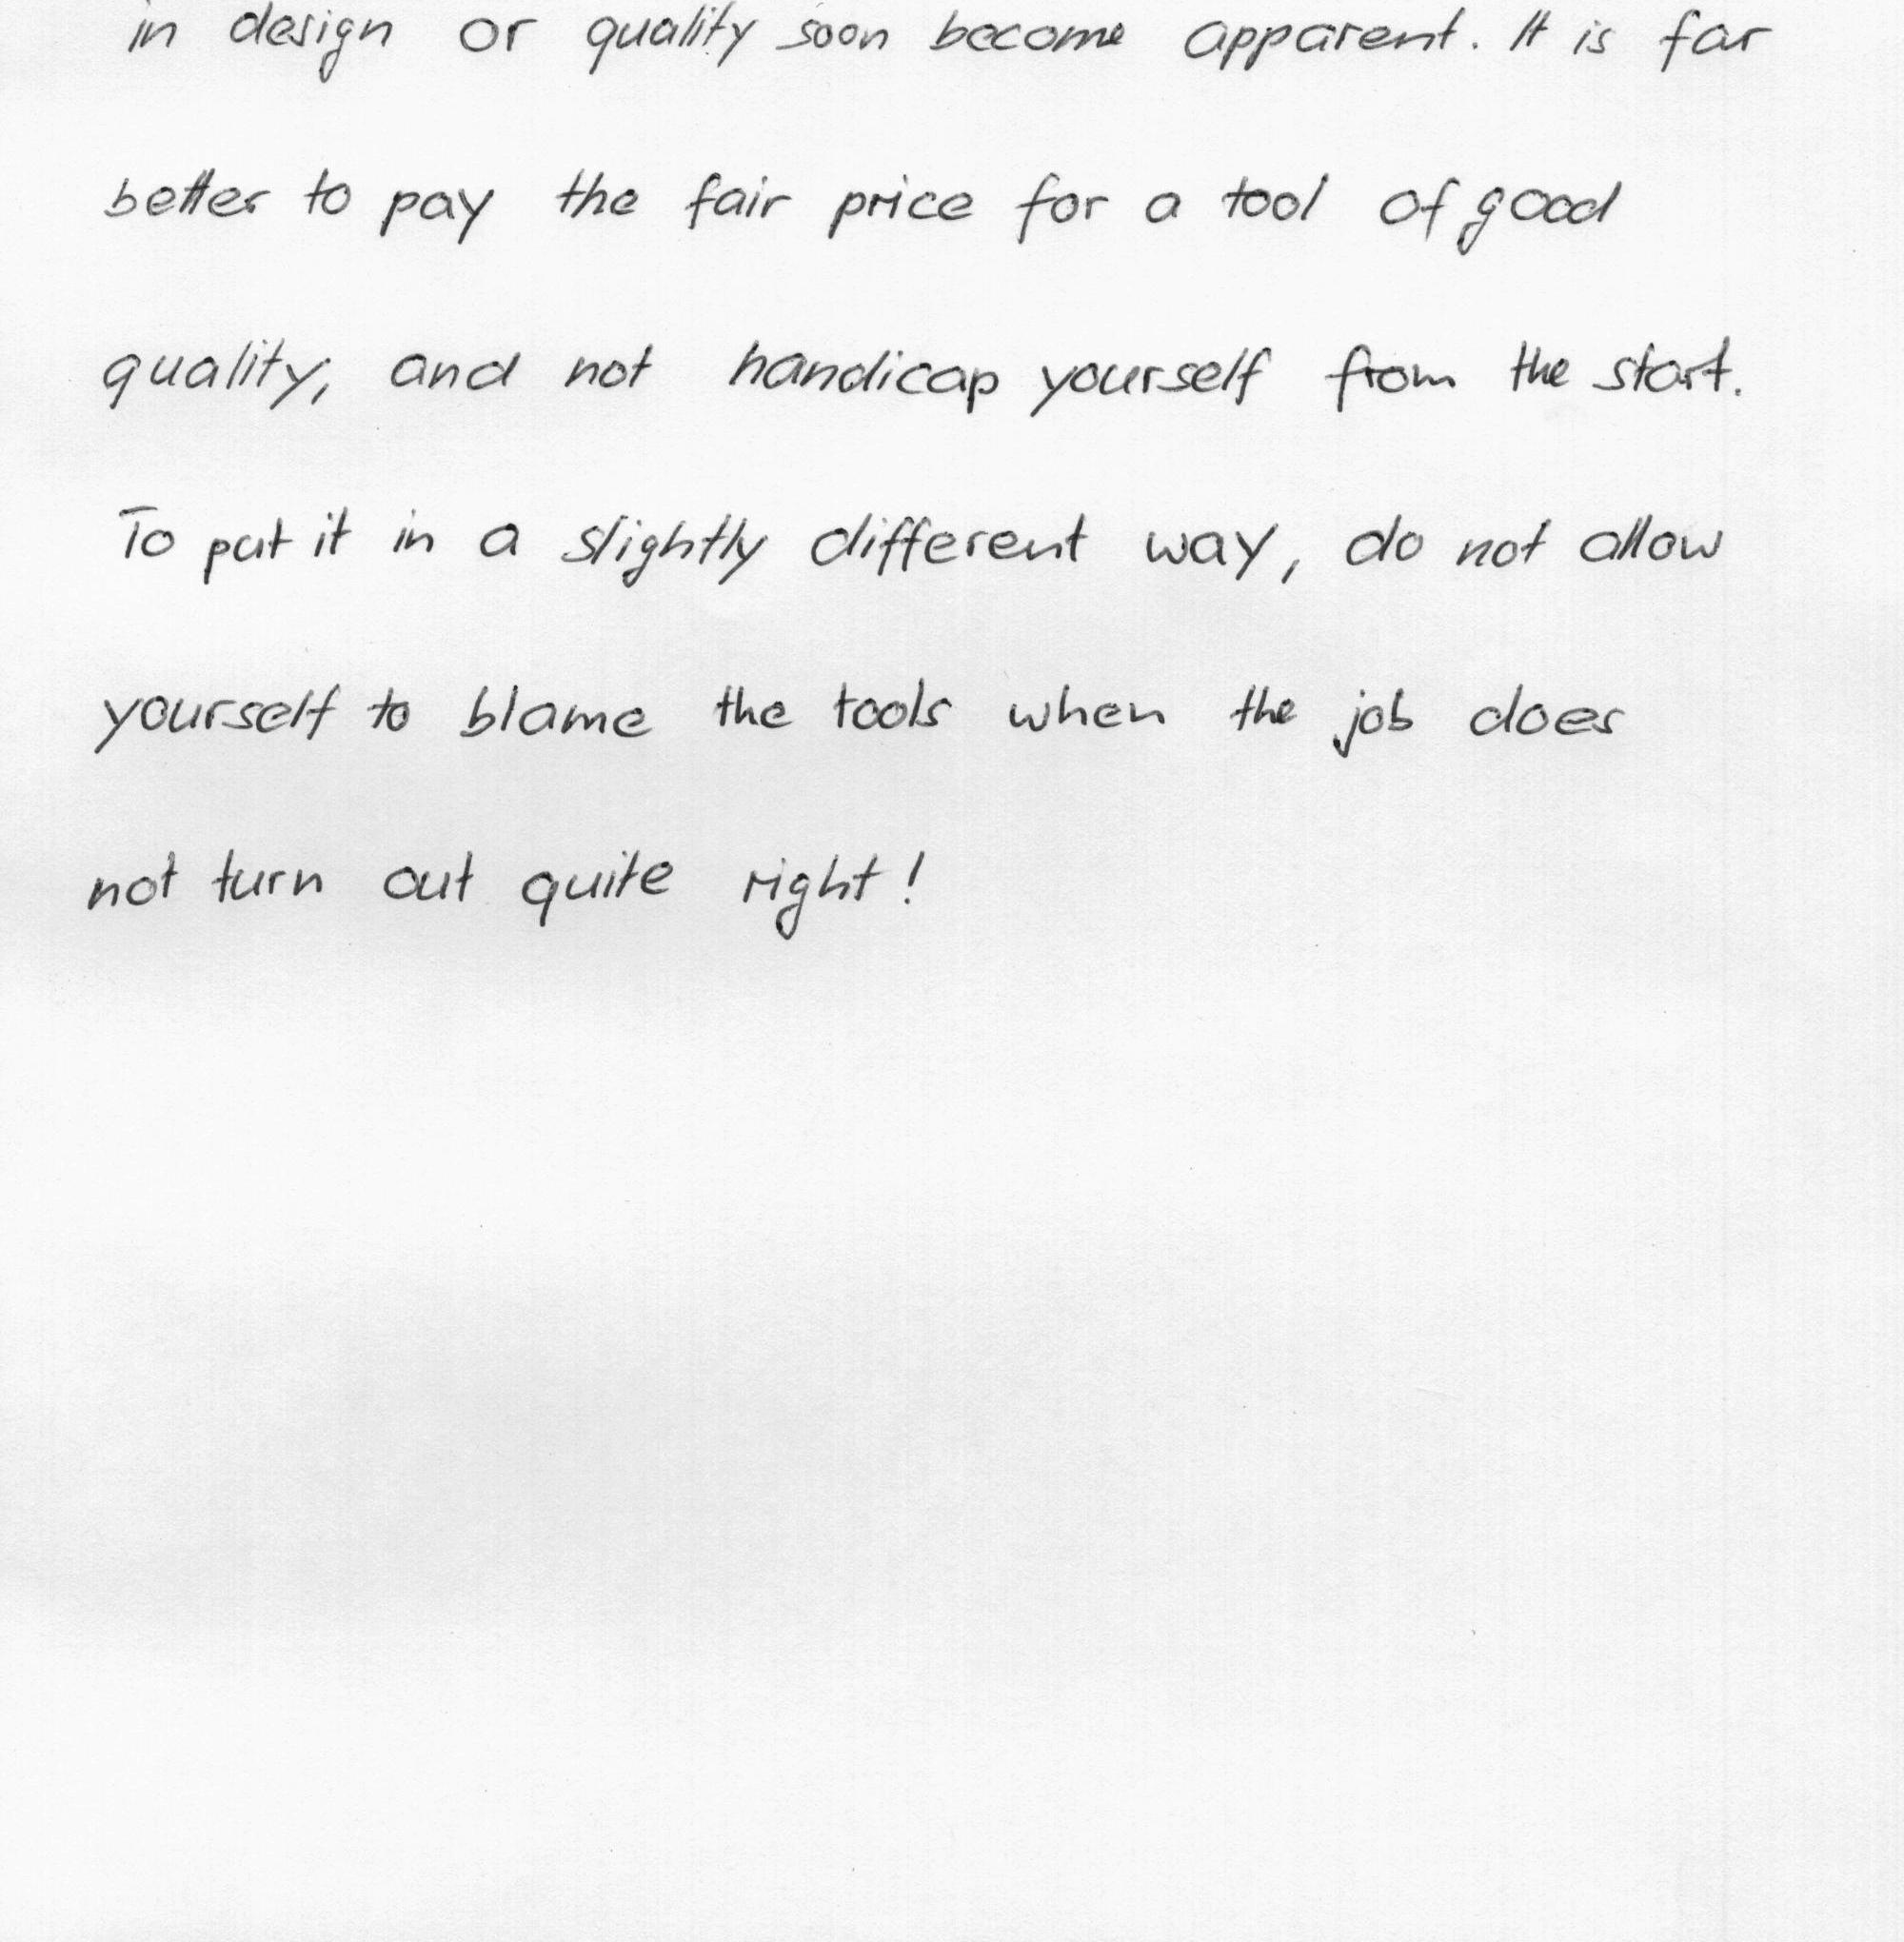 in design or quality soon become apparent. It is far
better to pay the fair price for a tool of good
quality, and not handicap yourself from the start.
To put it in a slightly different way, do not allow
yourself to blame the tools when the job does
not turn out quite right!